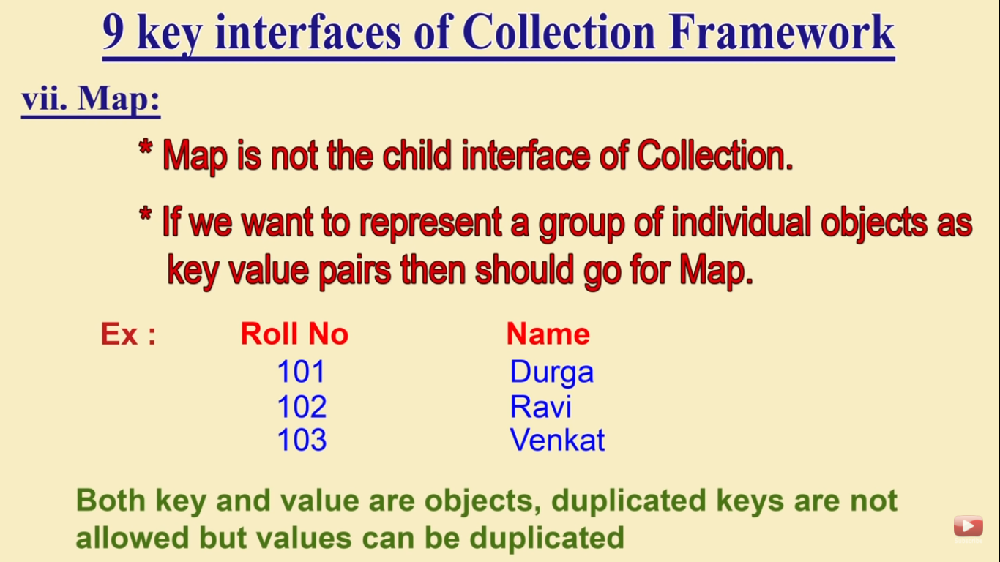 9 key interfaces of Collection Framework
vii. Map:
* Map is not the child interface of Collection.
* If we want to represent a group of individual objects as
key value pairs then should go for Map.
Ex : Roll No Name
101 Durga
102 Ravi
103 Venkat
Both key and value are objects, duplicated keys are not
allowed but values can be duplicated